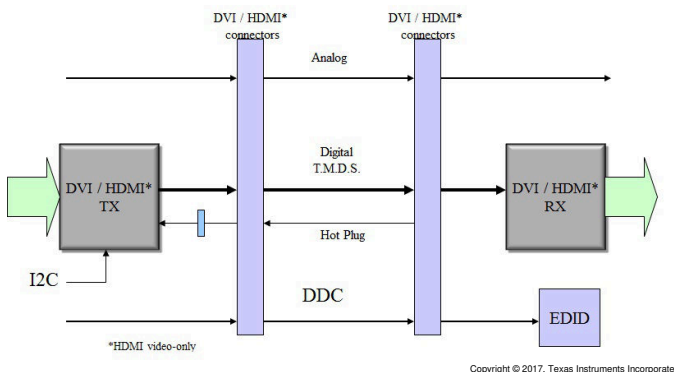 DVI / HDMI*
connectors
DVI / HDMI*
connectors
Analog
Digital
T.M.D.S.
DVI / HDMI*
TX
DVI / HDMI*
RX
Hot Plug
I2C
DDC
EDID
*HDMI video-only
Copyright © 2017, Texas Instruments Incorporate